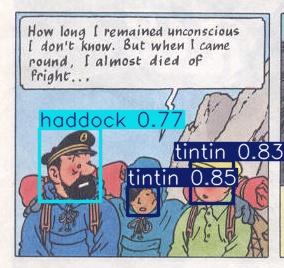 How long I remained unconscious
I don't know. But when I came
round, I almost died of
fright...
haddock 0.77
tintin 0.83
tintin 0.85